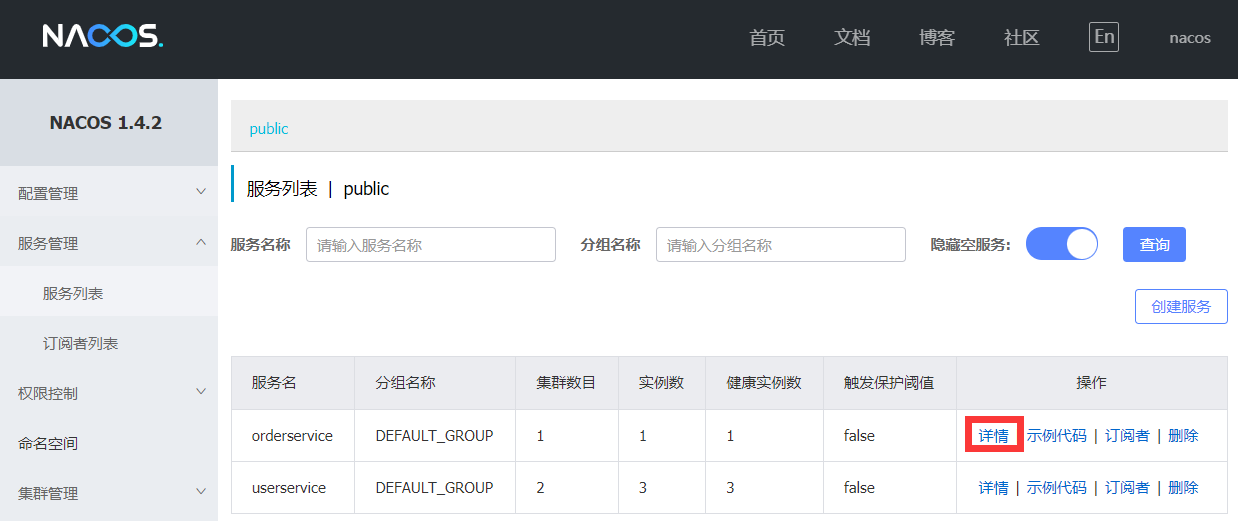 NACOS.
首页 文档 博客 社区 En nacos
NACOS 1.4.2
配置管理
服务管理
服务列表
订阅者列表
权限控制
命名空间
集群管理
public
服务列表 | public
服务名称 请输入服务名称 分组名称 请输入分组名称 隐藏空服务: 查询
创建服务
服务名 分组名称 集群数目 实例数 健康实例数 触发保护阈值 操作
orderservice DEFAULT_GROUP 1 1 1 false 详情 示例代码 | 订阅者 | 删除
userservice DEFAULT_GROUP 2 3 3 false 详情 | 示例代码 | 订阅者 | 删除